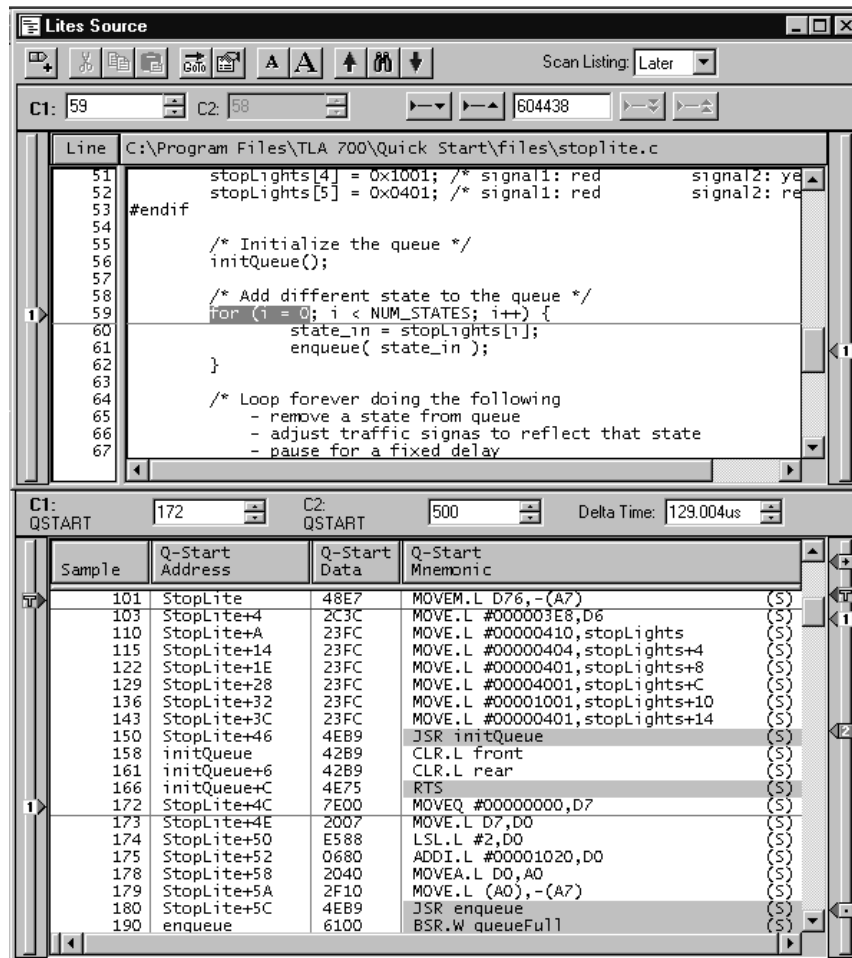 Lites Source
GoTo A A Scan Listing: Later
C1: 59 C2: 58 604438
Line C:\Program Files\TLA 700\Quick Start\files\stoplite.c
51 stopLights[4] = 0x1001; /* signal1: red signal2: ye
52 stopLights[5] = 0x0401; /* signal1: red signal2: re
53 #endif
54
55 /* Initialize the queue */
56 initQueue();
57
58 /* Add different state to the queue */
59 for (i = 0; i < NUM_STATES; i++) {
60 state_in = stopLights[i];
61 enqueue( state_in );
62 }
63
64 /* Loop forever doing the following
65 - remove a state from queue
66 - adjust traffic signas to reflect that state
67 - pause for a fixed delay
C1: QSTART 172 C2: QSTART 500 Delta Time: 129.004us
Sample Q-Start Address Q-Start Data Q-Start Mnemonic
101 StopLite 48E7 MOVEM.L D76,-(A7) (S)
103 StopLite+4 2C3C MOVE.L #000003E8,D6 (S)
110 StopLite+A 23FC MOVE.L #00000410,stopLights (S)
115 StopLite+14 23FC MOVE.L #00000404,stopLights+4 (S)
122 StopLite+1E 23FC MOVE.L #00000401,stopLights+8 (S)
129 StopLite+28 23FC MOVE.L #00004001,stopLights+C (S)
136 StopLite+32 23FC MOVE.L #00001001,stopLights+10 (S)
143 StopLite+3C 23FC MOVE.L #00000401,stopLights+14 (S)
150 StopLite+46 4EB9 JSR initQueue (S)
158 initQueue 42B9 CLR.L front (S)
161 initQueue+6 42B9 CLR.L rear (S)
166 initQueue+C 4E75 RTS (S)
172 StopLite+4C 7E00 MOVEQ #00000000,D7 (S)
173 StopLite+4E 2007 MOVE.L D7,D0 (S)
174 StopLite+50 E588 LSL.L #2,D0 (S)
175 StopLite+52 0680 ADDI.L #00001020,D0 (S)
178 StopLite+58 2040 MOVEA.L D0,A0 (S)
179 StopLite+5A 2F10 MOVE.L (A0),-(A7) (S)
180 StopLite+5C 4EB9 JSR enqueue (S)
190 enqueue 6100 BSR.W queueFull (S)